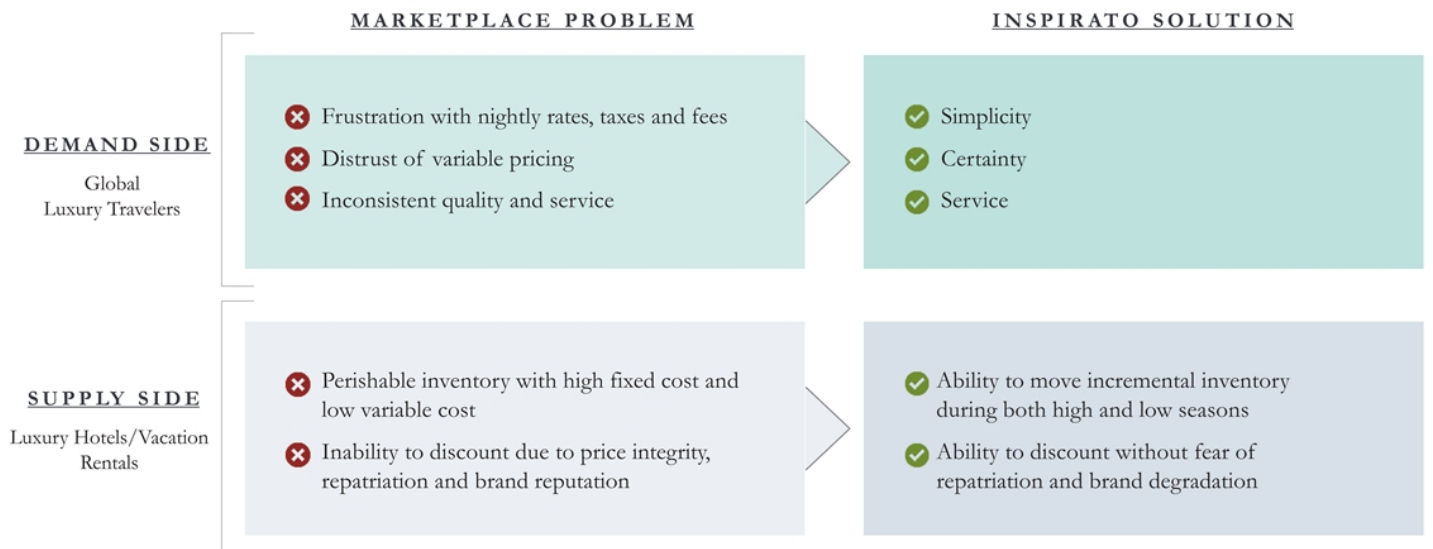 MARKETPLACE PROBLEM
INSPIRATO SOLUTION
DEMAND SIDE
Global
Luxury Travelers
Frustration with nightly rates, taxes and fees
Distrust of variable pricing
Inconsistent quality and service
Simplicity
Certainty
Service
SUPPLY SIDE
Luxury Hotels/Vacation
Rentals
Perishable inventory with high fixed cost and
low variable cost
Inability to discount due to price integrity,
repatriation and brand reputation
Ability to move incremental inventory
during both high and low seasons
Ability to discount without fear of
repatriation and brand degradation